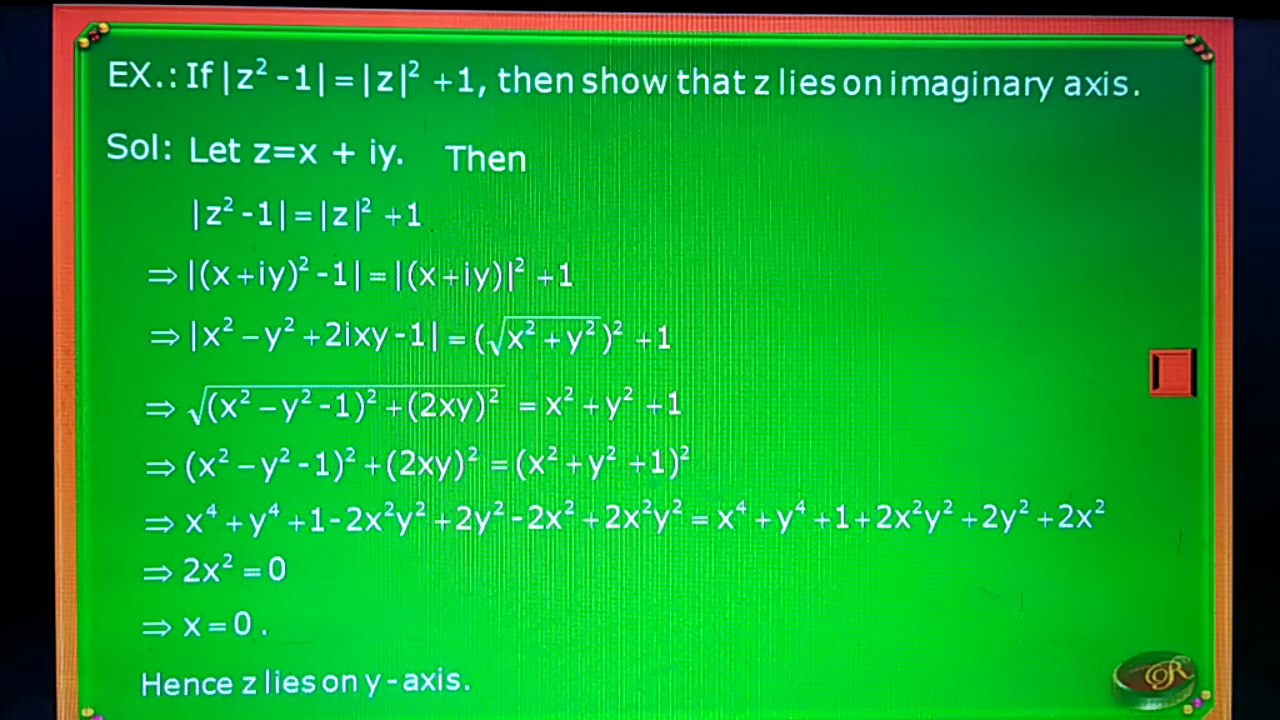 EX.: If |z² -1| = |z|² +1, then show that z lies on imaginary axis.
Sol: Let z=x + iy. Then
|z² -1| = |z|² +1
⇒ |(x+iy)² -1| = |(x+iy)|² +1
⇒ |x² – y² +2ixy -1| = (√(x² + y²))² +1
⇒ √((x² – y² -1)² +(2xy)²) = x² + y² +1
⇒ (x² – y² -1)² +(2xy)² = (x² + y² +1)²
⇒ x⁴ + y⁴ +1- 2x²y² +2y² -2x² +2x²y² = x⁴ + y⁴ +1+2x²y² +2y² +2x²
⇒ 2x² = 0
⇒ x = 0 .
Hence z lies on y - axis.